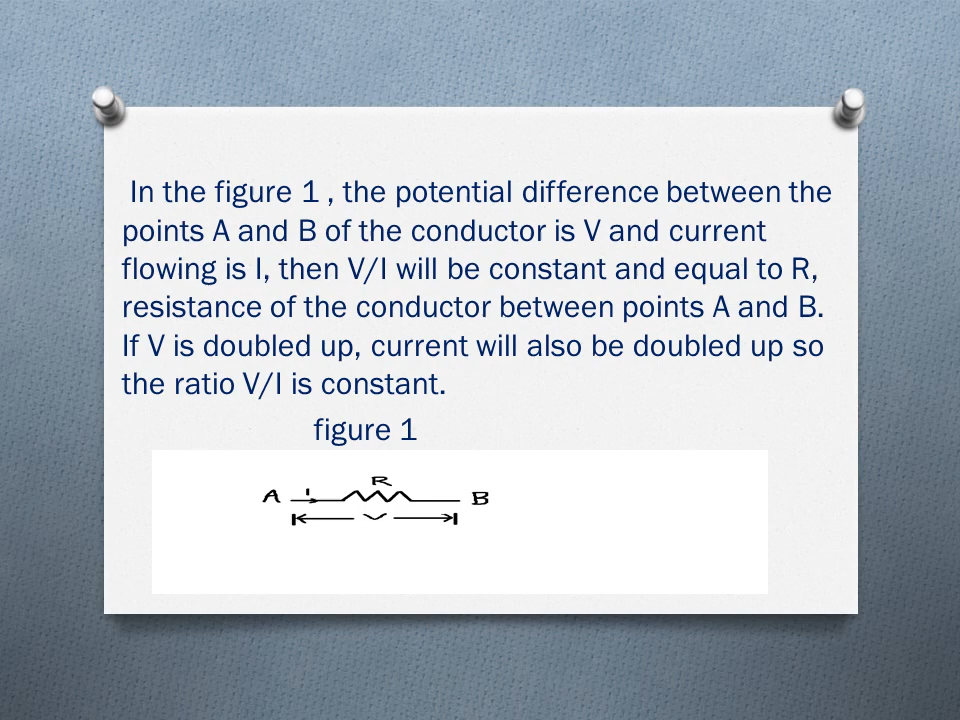 In the figure 1 , the potential difference between the
points A and B of the conductor is V and current
flowing is I, then V/I will be constant and equal to R,
resistance of the conductor between points A and B.
If V is doubled up, current will also be doubled up so
the ratio V/I is constant.
figure 1
R
A I B
V